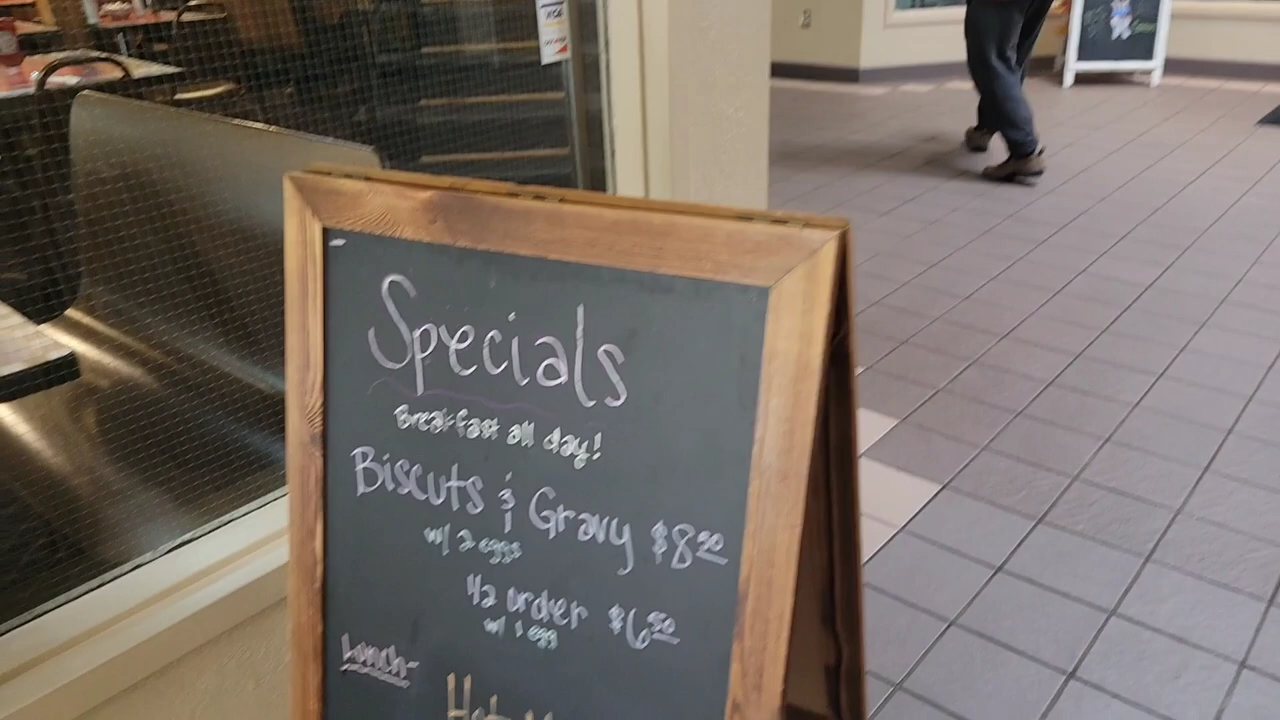 Specials
Breakfast all day!
Biscuts & Gravy $8.50
w/ 2 eggs
1/2 order $6.50
w/ 1 egg
Lunch-